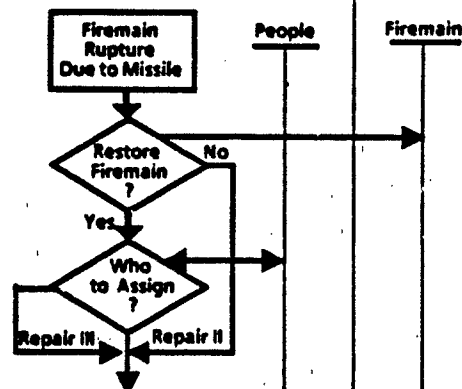 Firemain
Rupture
Due to Missile
People
Firemain
Restore
Firemain
?
No
Yes
Who
to Assign
?
Repair III
Repair II